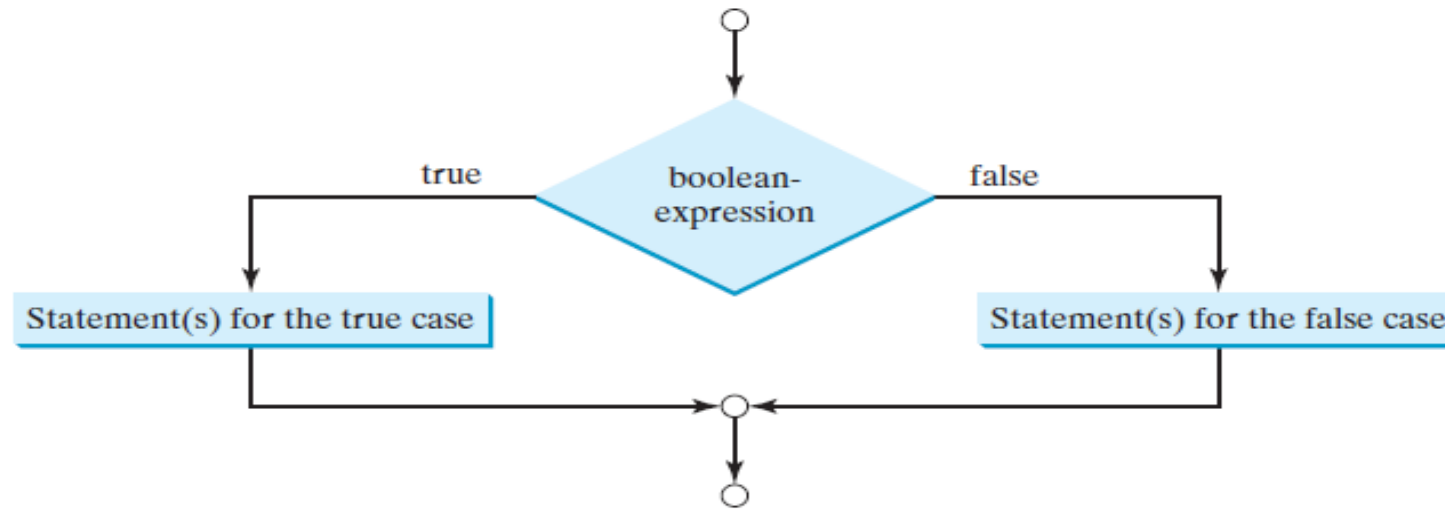 true
boolean-
expression
false
Statement(s) for the true case
Statement(s) for the false case